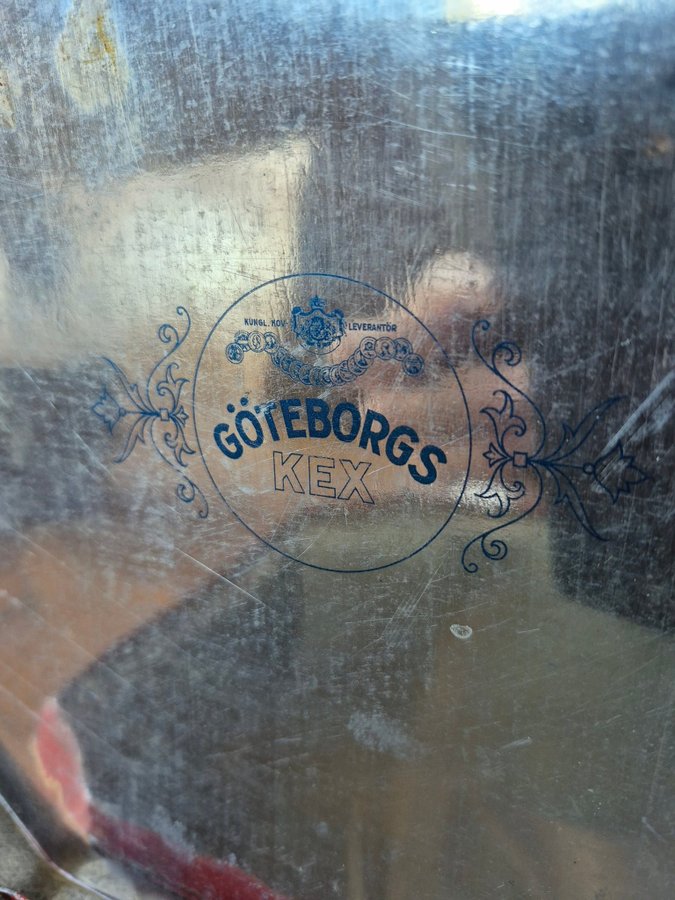 KUNGL. HOV- LEVERANTÖR
GÖTEBORGS
KEX